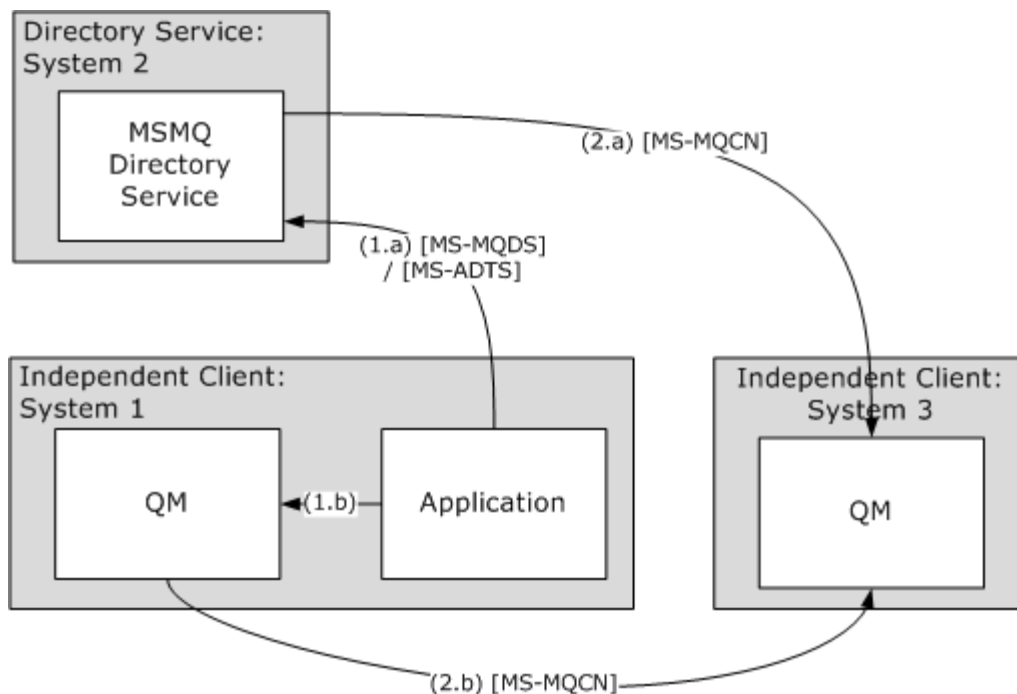 Directory Service:
System 2
MSMQ
Directory
Service
(2.a) [MS-MQCN]
(1.a) [MS-MQDS]
/ [MS-ADTS]
Independent Client:
System 1
QM
(1.b)
Application
Independent Client:
System 3
QM
(2.b) [MS-MQCN]